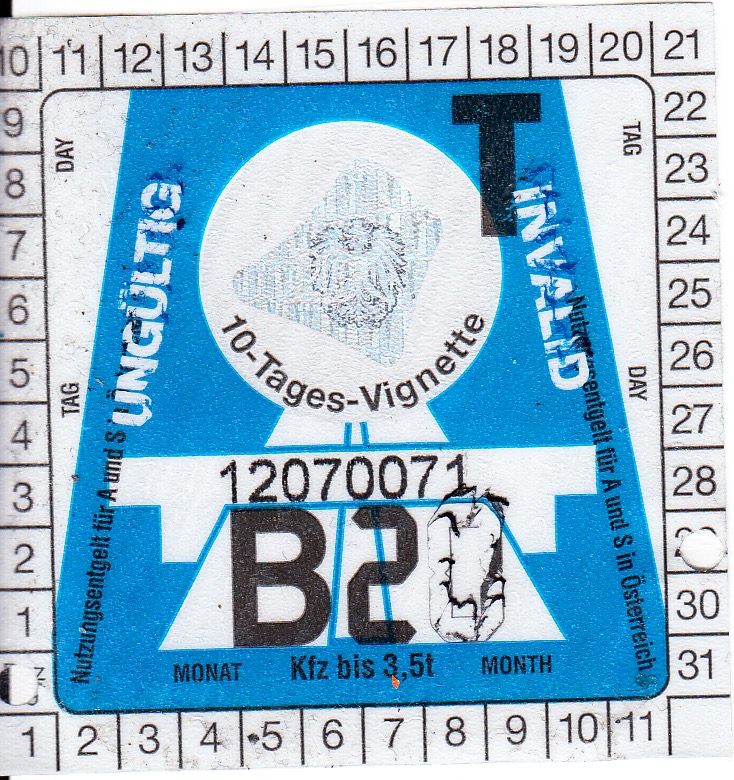 10 11 12 13 14 15 16 17 18 19 20 21
9 22
8 23
7 24
6 25
5 26
4 27
3 28
2
1 30
31
1 2 3 4 5 6 7 8 9 10 11
DAY
TAG
TAG
DAY
T
UNGÜLTIG
INVALID
10-Tages-Vignette
12070071
B2
MONAT Kfz bis 3,5t MONTH
Nutzungsentgelt für A und S
Nutzungsentgelt für A und S in Österreich